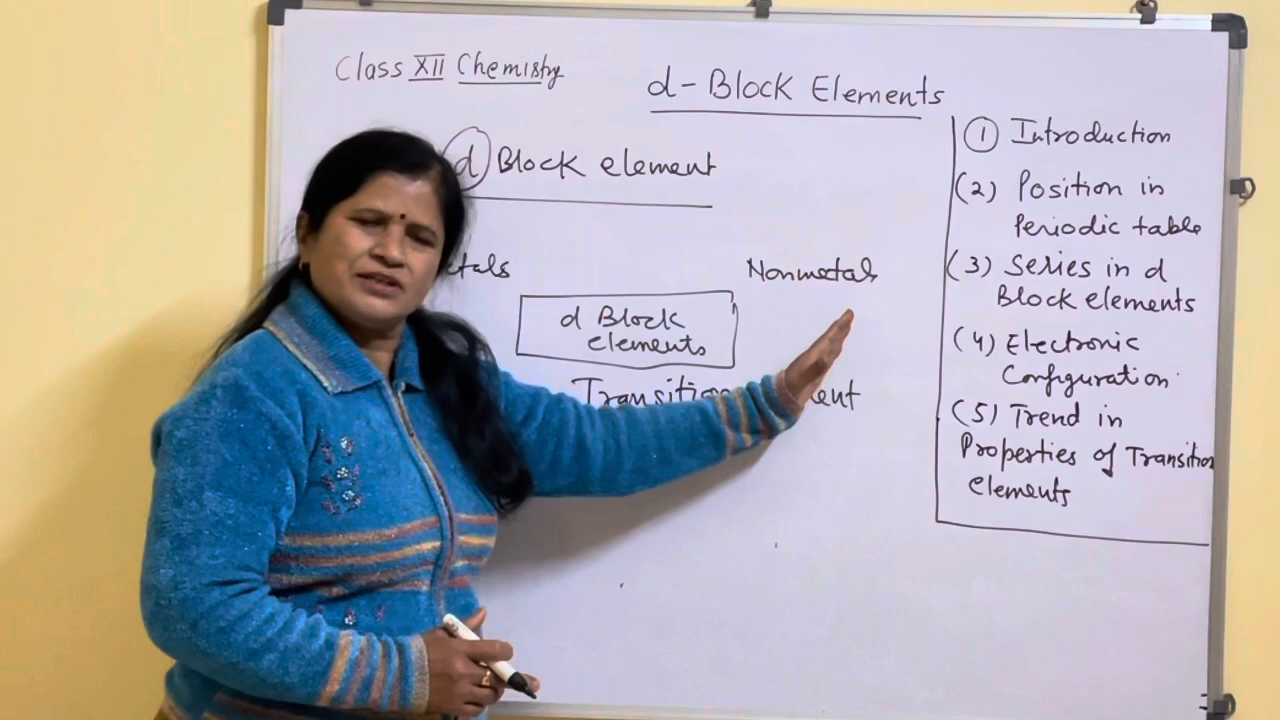 Class XII Chemistry
d-Block Elements
d Block element
Nonmetals
d Block
elements
① Introduction
(2) Position in
Periodic table
(3) Series in d
Block elements
(4) Electronic
Configuration
(5) Trend in
Properties of Transition
elements